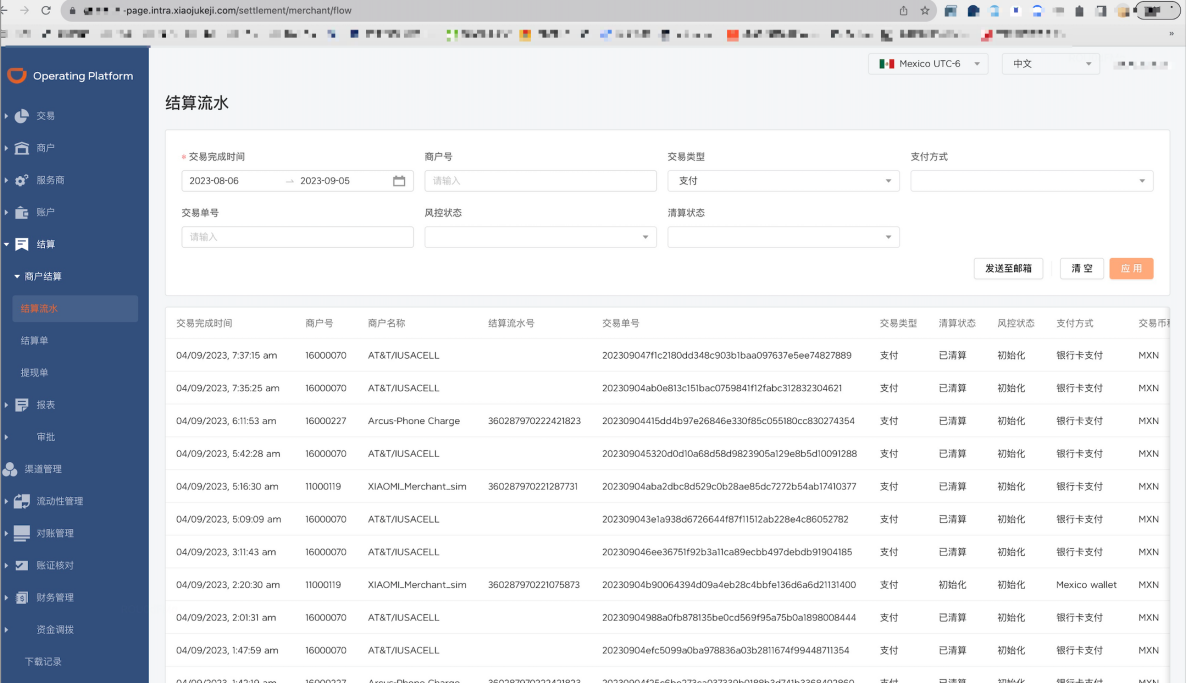 -page.intra.xiaojukeji.com/settlement/merchant/flow
Operating Platform
Mexico UTC-6
中文
交易
商户
服务商
账户
结算
商户结算
结算流水
结算单
提现单
报表
审批
渠道管理
流动性管理
对账管理
账证核对
财务管理
资金调拨
下载记录
结算流水
* 交易完成时间 商户号 交易类型 支付方式
2023-08-06 → 2023-09-05 请输入 支付
交易单号 风控状态 清算状态
请输入
发送至邮箱 清 空 应 用
交易完成时间 商户号 商户名称 结算流水号 交易单号 交易类型 清算状态 风控状态 支付方式 交易币
04/09/2023, 7:37:15 am 16000070 AT&T/IUSACELL 202309047f1c2180dd348c903b1baa097637e5ee74827889 支付 已清算 初始化 银行卡支付 MXN
04/09/2023, 7:35:25 am 16000070 AT&T/IUSACELL 20230904ab0e813c151bac0759841f12fabc312832304621 支付 已清算 初始化 银行卡支付 MXN
04/09/2023, 6:11:53 am 16000227 Arcus-Phone Charge 360287970222421823 20230904415dd4b97e26846e330f85c055180cc830274354 支付 已清算 初始化 银行卡支付 MXN
04/09/2023, 5:42:28 am 16000070 AT&T/IUSACELL 202309045320d0d10a68d58d9823905a129e8b5d10091288 支付 已清算 初始化 银行卡支付 MXN
04/09/2023, 5:16:30 am 11000119 XIAOMI_Merchant_sim 360287970221287731 20230904aba2dbc8d529c0b28ae85dc7272b54ab17410377 支付 已清算 初始化 银行卡支付 MXN
04/09/2023, 5:09:09 am 16000070 AT&T/IUSACELL 202309043e1a938d6726644f87f11512ab228e4c86052782 支付 已清算 初始化 银行卡支付 MXN
04/09/2023, 3:11:43 am 16000070 AT&T/IUSACELL 202309046ee36751f92b3a11ca89ecbb497debdb91904185 支付 已清算 初始化 银行卡支付 MXN
04/09/2023, 2:20:30 am 11000119 XIAOMI_Merchant_sim 360287970221075873 20230904b90064394d09a4eb28c4bbfe136d6a6d21131400 支付 初始化 初始化 Mexico wallet MXN
04/09/2023, 2:01:31 am 16000070 AT&T/IUSACELL 20230904988a0fb878135be0cd569f95a75b0a1898008444 支付 已清算 初始化 银行卡支付 MXN
04/09/2023, 1:47:59 am 16000070 AT&T/IUSACELL 20230904efc5099a0ba978836a03b2811674f99448711354 支付 已清算 初始化 银行卡支付 MXN